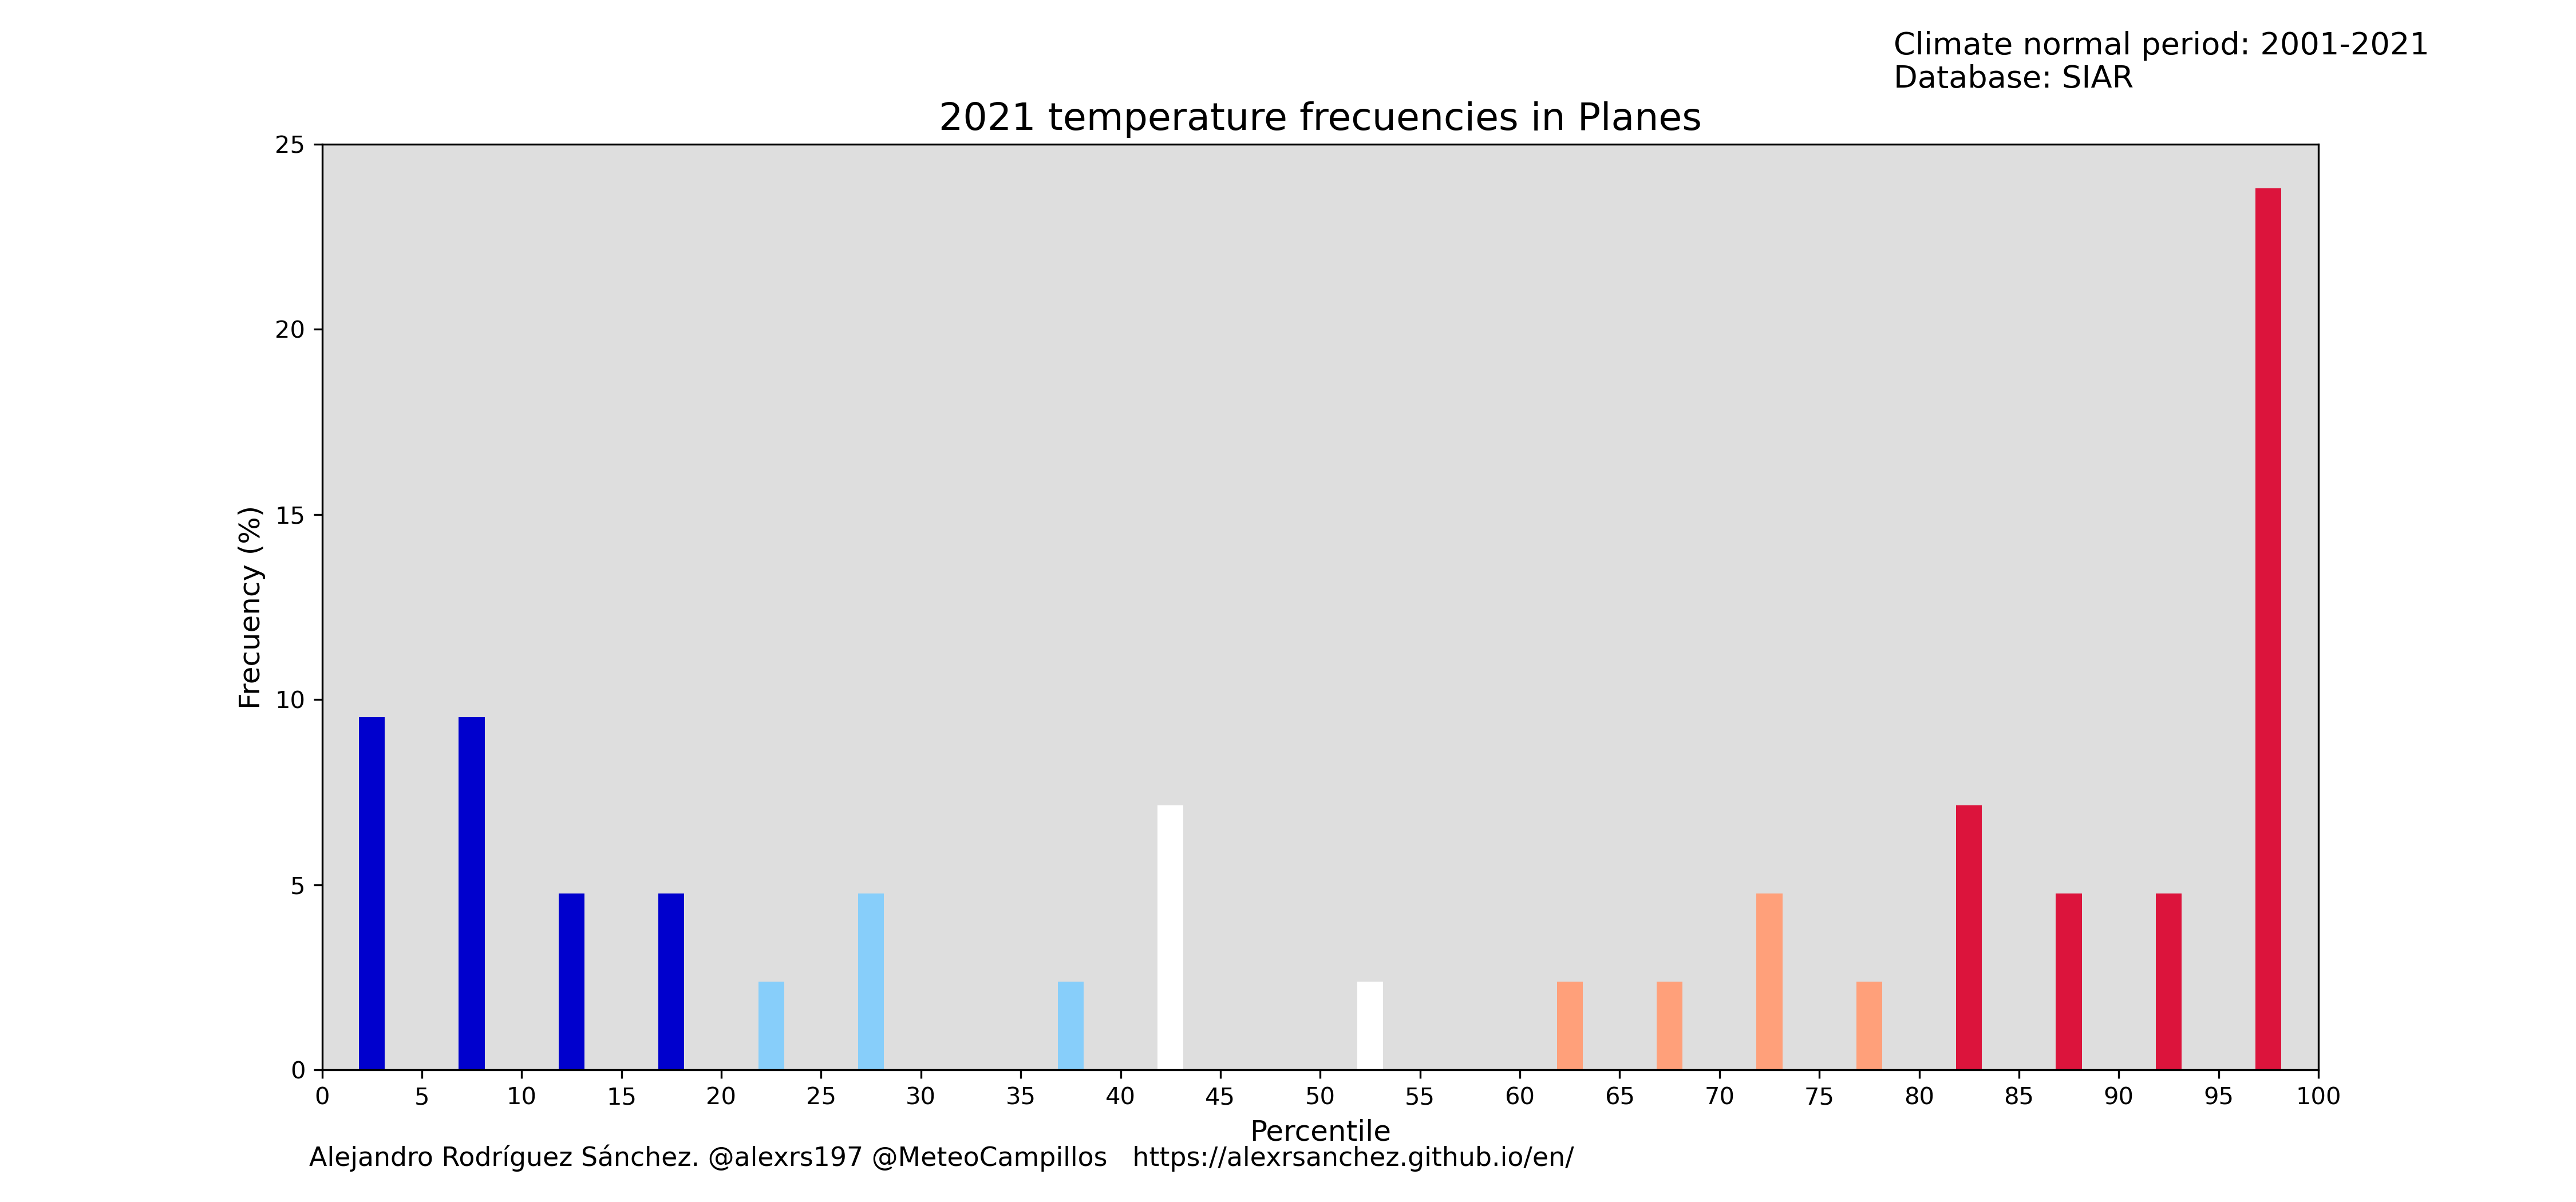 Climate normal period: 2001-2021
Database: SIAR
2021 temperature frecuencies in Planes
25
20
15
10
5
0
Frecuency (%)
0 5 10 15 20 25 30 35 40 45 50 55 60 65 70 75 80 85 90 95 100
Percentile
Alejandro Rodríguez Sánchez. @alexrs197 @MeteoCampillos https://alexrsanchez.github.io/en/